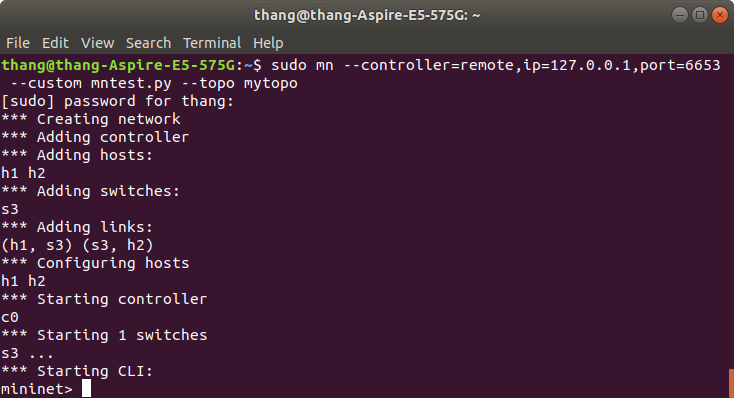 thang@thang-Aspire-E5-575G: ~
File Edit View Search Terminal Help
thang@thang-Aspire-E5-575G:~$ sudo mn --controller=remote,ip=127.0.0.1,port=6653
 --custom mntest.py --topo mytopo
[sudo] password for thang:
*** Creating network
*** Adding controller
*** Adding hosts:
h1 h2
*** Adding switches:
s3
*** Adding links:
(h1, s3) (s3, h2)
*** Configuring hosts
h1 h2
*** Starting controller
c0
*** Starting 1 switches
s3 ...
*** Starting CLI:
mininet>